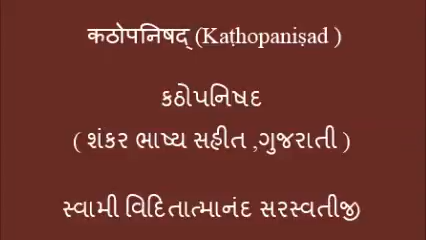 कठोपनिषद् (Kaṭhopaniṣad )
કઠોપનિષદ
( શંકર ભાષ્ય સહીત ,ગુજરાતી )
સ્વામી વિદિતાત્માનંદ સરસ્વતીજી